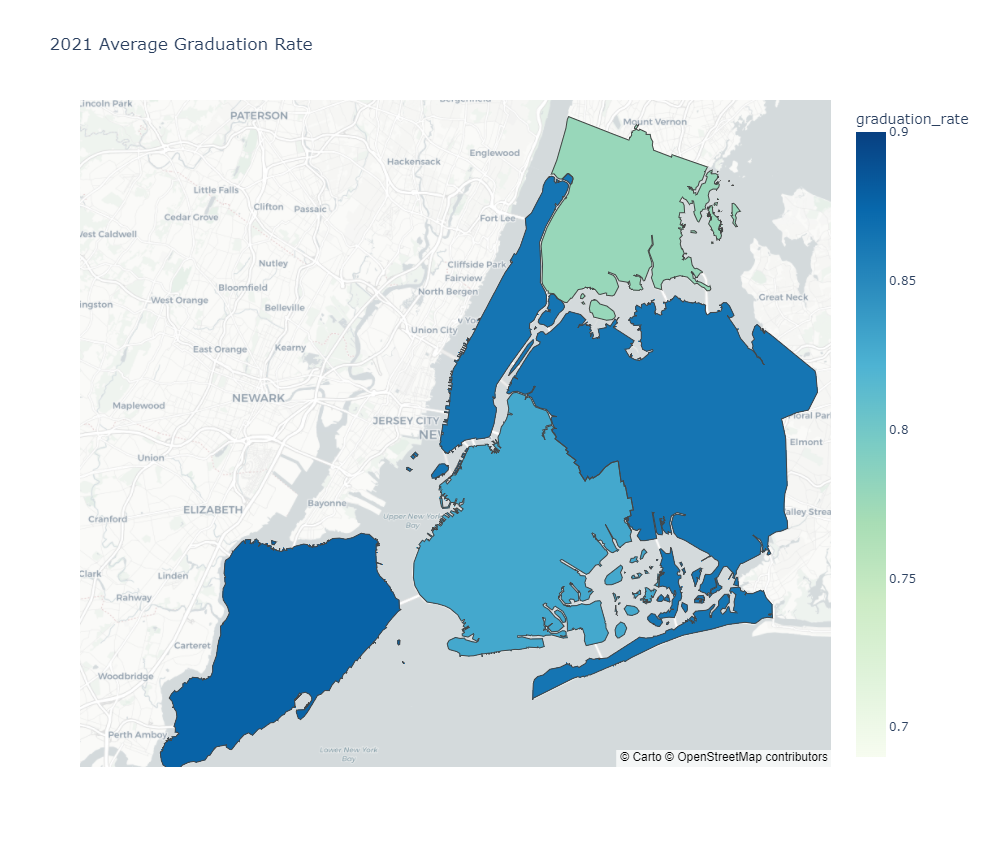 2021 Average Graduation Rate
Lincoln Park
PATERSON
Mount Vernon
Englewood
Hackensack
Little Falls
Clifton
Passaic
Cedar Grove
Fort Lee
West Caldwell
Nutley
Cliffside Park
Fairview
Bloomfield
North Bergen
West Orange
Belleville
Great Neck
Union City
East Orange
Kearny
NEWARK
Maplewood
JERSEY CITY
NEW
Floral Park
Elmont
Union
Bayonne
ELIZABETH
Cranford
Upper New York
Bay
Valley Strea
Clark
Linden
Rahway
Carteret
Woodbridge
Perth Amboy
Lower New York
Bay
© Carto © OpenStreetMap contributors
graduation_rate
0.9
0.85
0.8
0.75
0.7